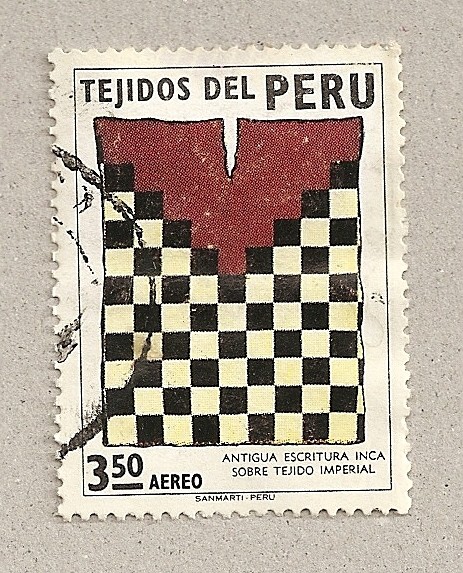 TEJIDOS DEL PERU
ANTIGUA ESCRITURA INCA
SOBRE TEJIDO IMPERIAL
3.50 AEREO
SANMARTI - PERU